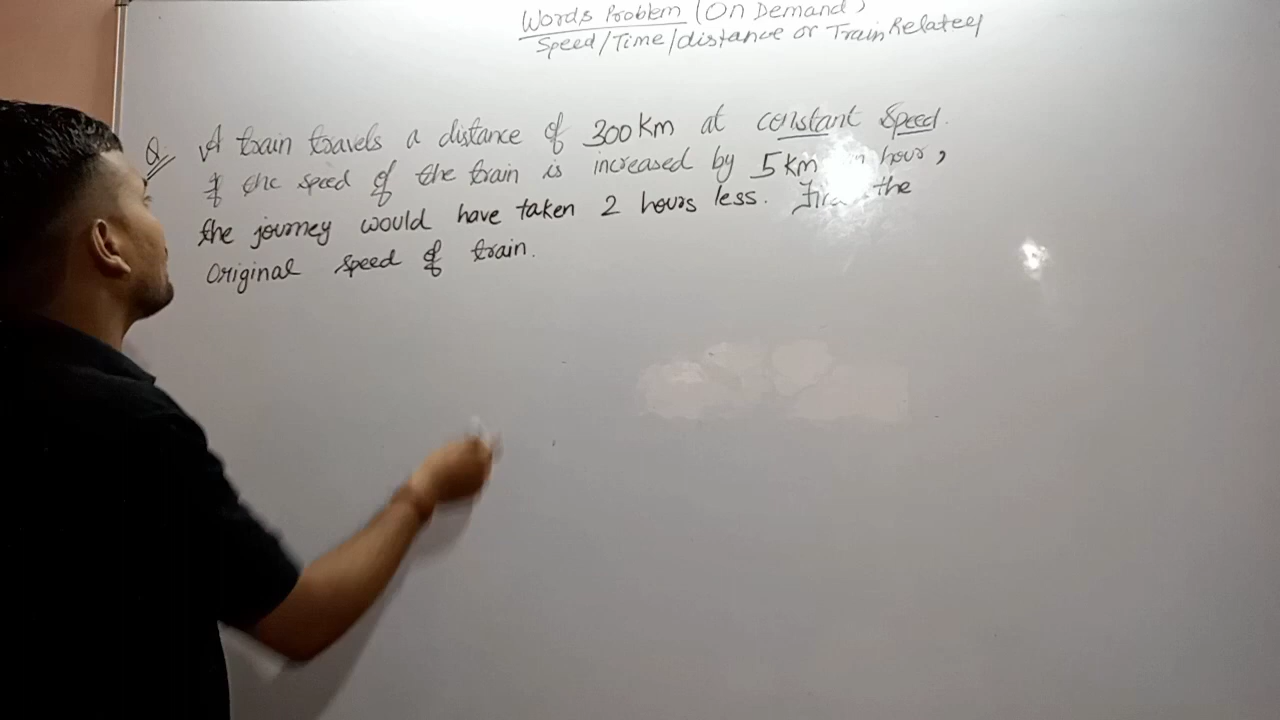 Words Problem (On Demand)
Speed/Time/distance or Train Related
Q. A train travels a distance of 300 km at constant Speed.
If the speed of the train is increased by 5 km hour,
the journey would have taken 2 hours less. the
Original speed of train.